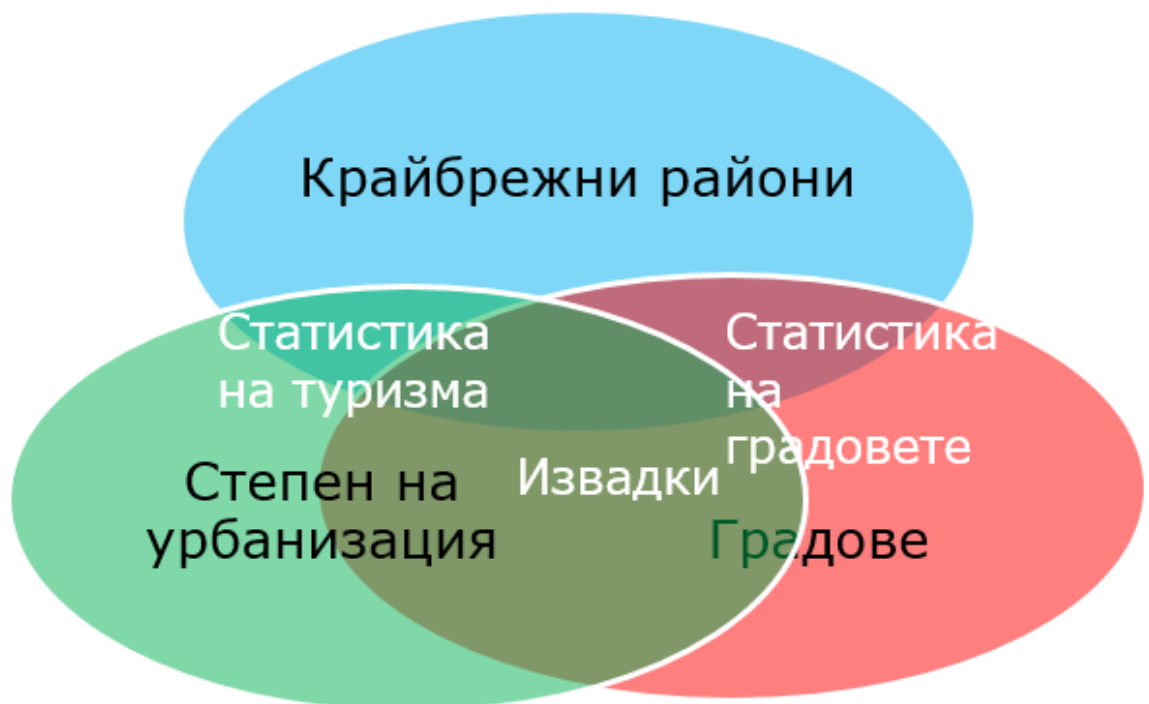 Крайбрежни райони
Статистика
на туризма
Статистика
на
градовете
Степен на
урбанизация
Извадки
Градове